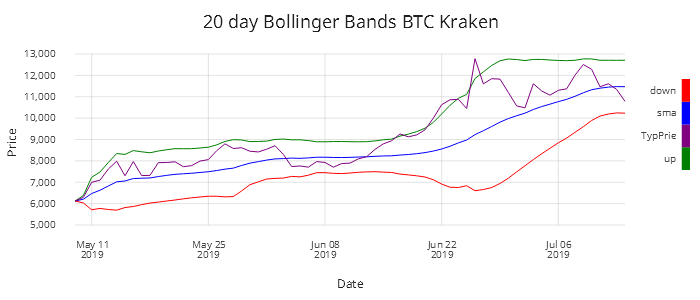 20 day Bollinger Bands BTC Kraken
13,000
12,000
11,000
10,000
9,000
8,000
7,000
6,000
5,000
Price
May 11
2019
May 25
2019
Jun 08
2019
Jun 22
2019
Jul 06
2019
Date
down
sma
TypPrie
up